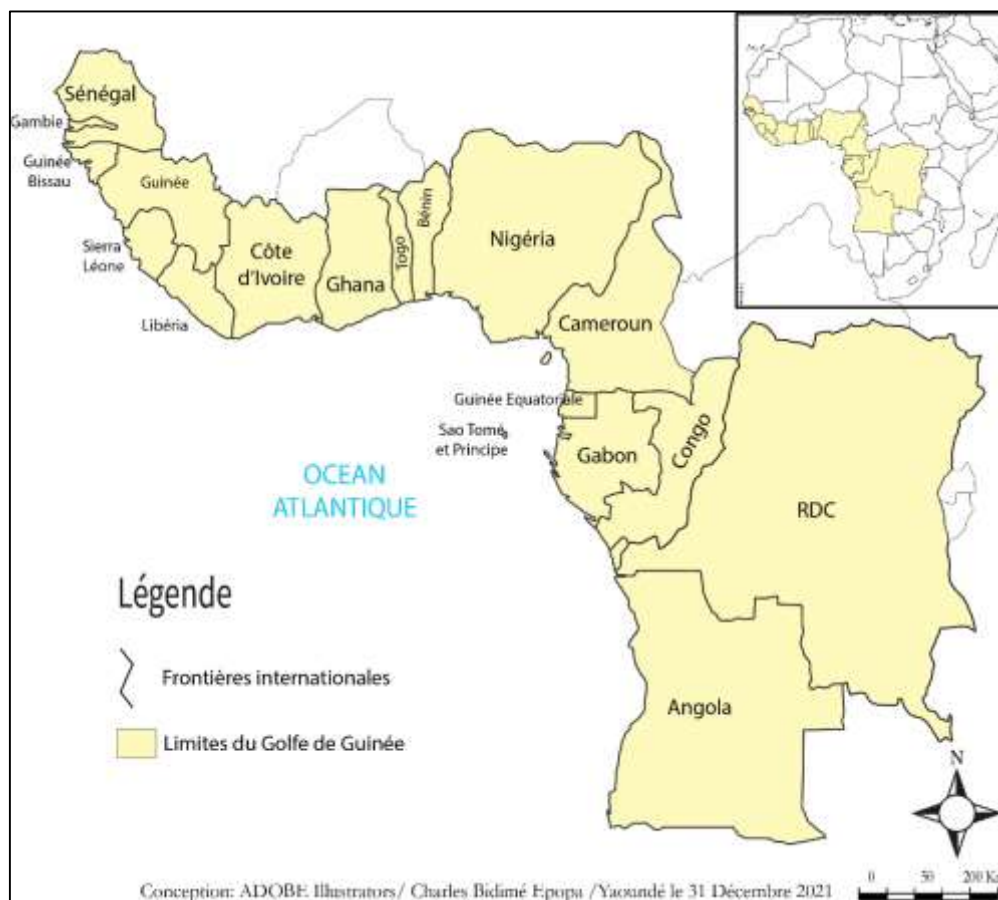 Sénégal
Gambie
Guinée
Bissau
Guinée
Sierra
Léone
Libéria
Côte
d'Ivoire
Ghana
Togo
Bénin
Nigéria
Cameroun
Guinée Equatoriale
Sao Tomé
et Principe
Gabon
Congo
RDC
Angola
OCEAN
ATLANTIQUE
Légende
Frontières internationales
Limites du Golfe de Guinée
N
Conception: ADOBE Illustrators/ Charles Bidimé Epopa /Yaoundé le 31 Décembre 2021
0 50 200 Km